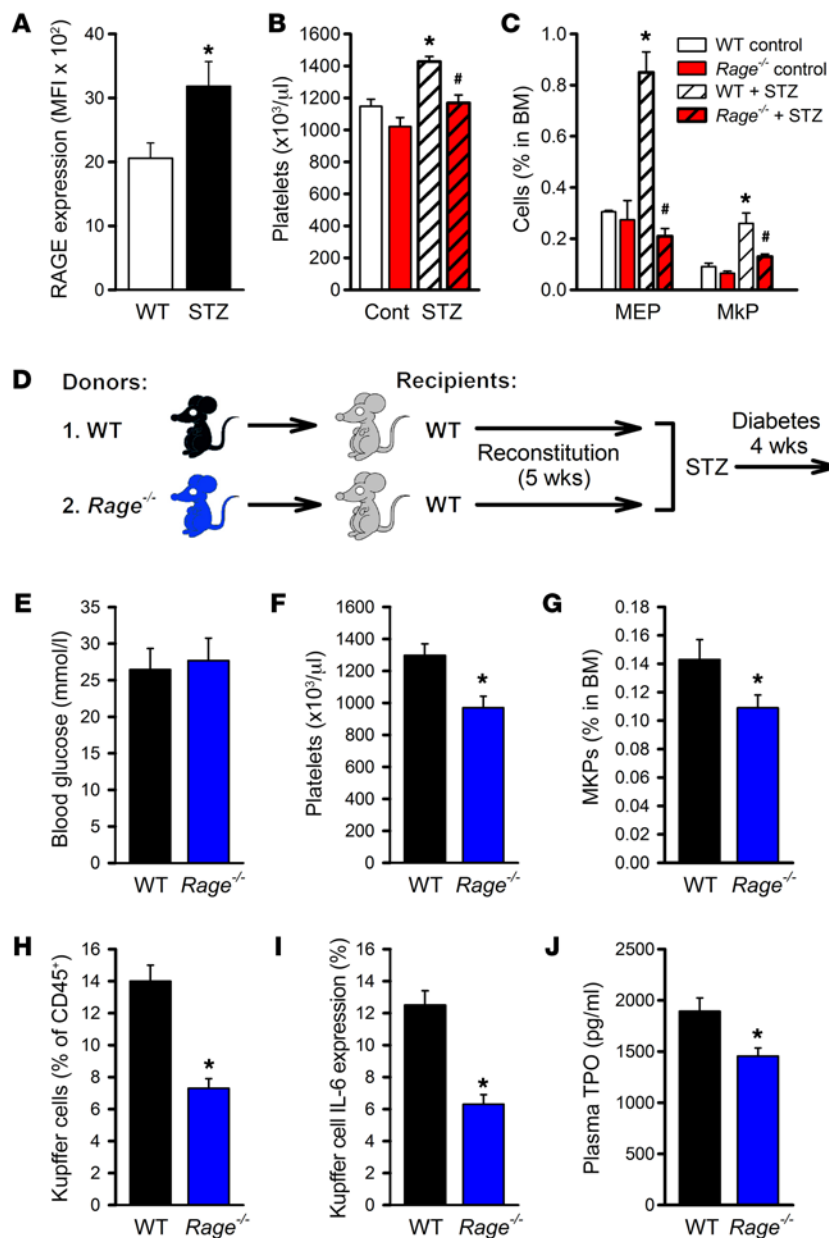 A
RAGE expression (MFI x 10²)
40
30
20
10
0
*
WT STZ
B
Platelets (x10³/µl)
1600
1400
1200
1000
800
600
400
200
0
*
#
Cont STZ
C
Cells (% in BM)
1.0
0.8
0.6
0.4
0.2
0.0
*
#
*
#
MEP MkP
WT control
Rage⁻/⁻ control
WT + STZ
Rage⁻/⁻ + STZ
D
Donors: Recipients:
1. WT WT
2. Rage⁻/⁻ WT
Reconstitution
(5 wks)
STZ
Diabetes
4 wks
E
Blood glucose (mmol/l)
35
30
25
20
15
10
5
0
WT Rage⁻/⁻
F
Platelets (x10³/µl)
1600
1400
1200
1000
800
600
400
200
0
*
WT Rage⁻/⁻
G
MKPs (% in BM)
0.18
0.16
0.14
0.12
0.10
0.08
0.06
0.04
0.02
0.00
*
WT Rage⁻/⁻
H
Kupffer cells (% of CD45⁺)
16
14
12
10
8
6
4
2
0
*
WT Rage⁻/⁻
I
Kupffer cell IL-6 expression (%)
16
14
12
10
8
6
4
2
0
*
WT Rage⁻/⁻
J
Plasma TPO (pg/ml)
2500
2000
1500
1000
500
0
*
WT Rage⁻/⁻